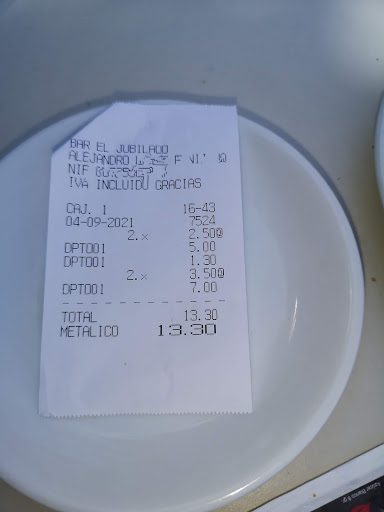 BAR EL JUBILADO
ALEJANDRO
NIF
IVA INCLUIDO GRACIAS
CAJ. 1 16-43
04-09-2021 7524
2.x 2.50@
DPT001 5.00
DPT001 1.30
2.x 3.50@
DPT001 7.00
TOTAL 13.30
METALICO 13.30